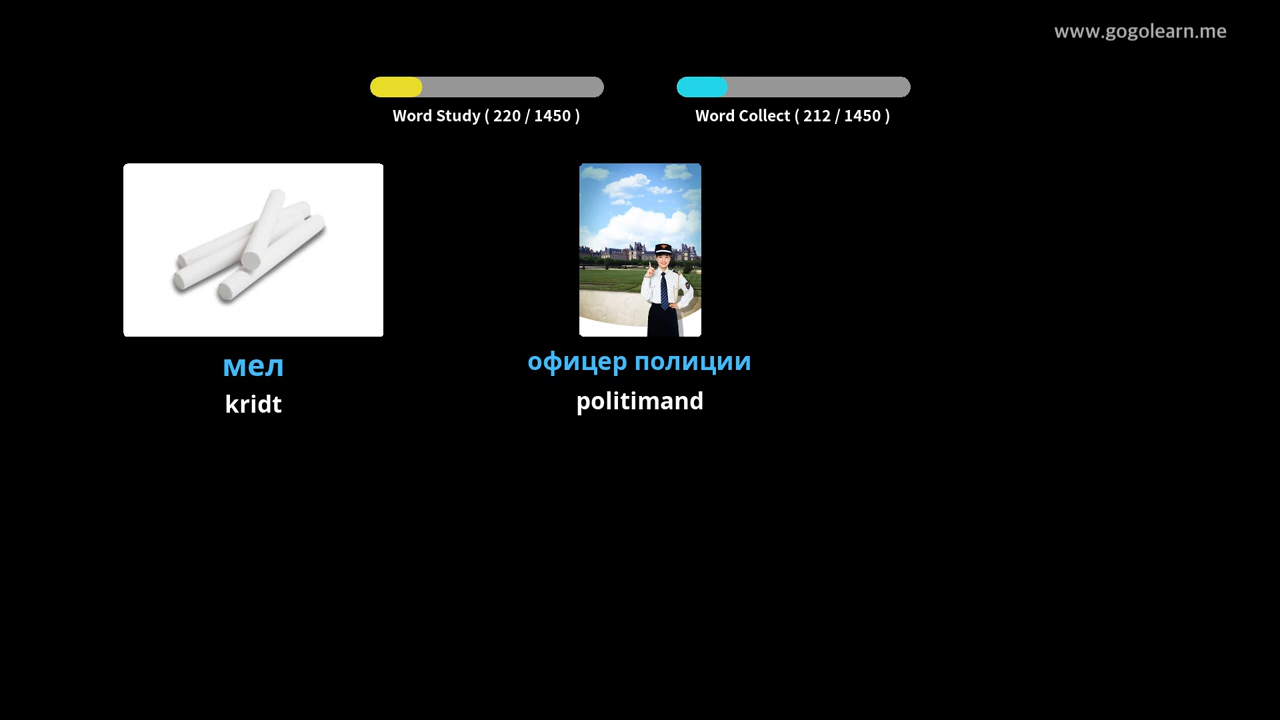 www.gogolearn.me
Word Study ( 220 / 1450 )
Word Collect ( 212 / 1450 )
мел
kridt
офицер полиции
politimand